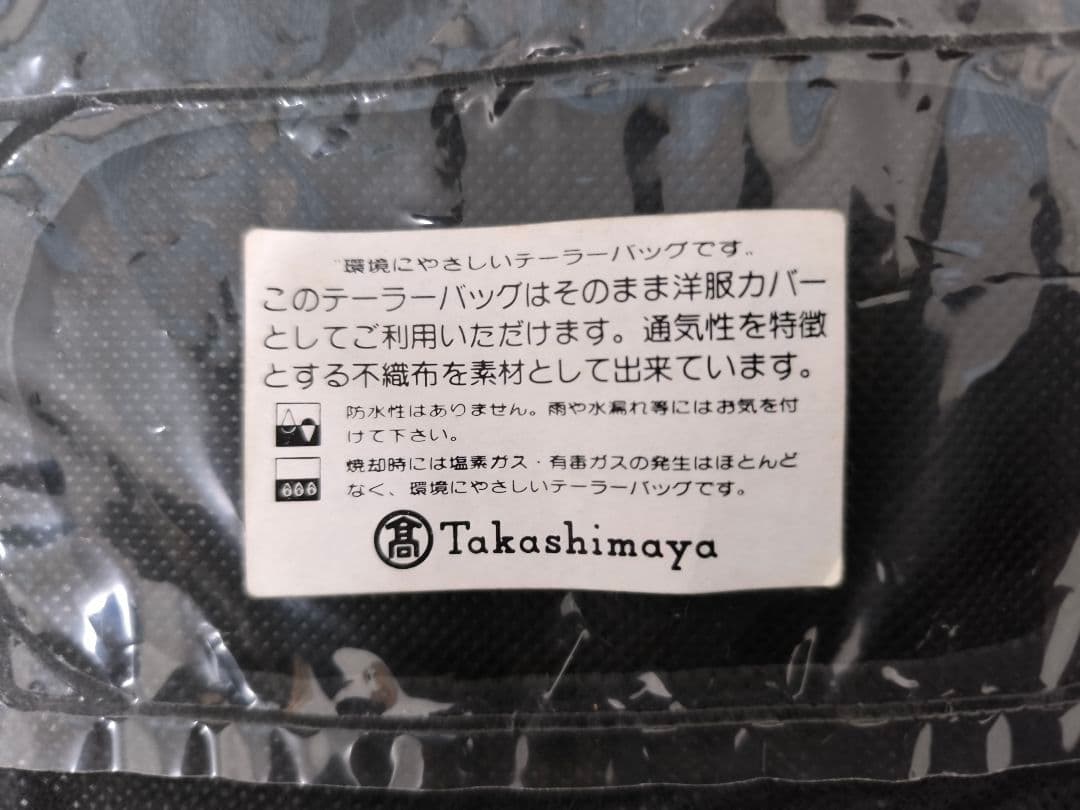 "環境にやさしいテーラーバッグです"
このテーラーバッグはそのまま洋服カバー
としてご利用いただけます。通気性を特徴
とする不織布を素材として出来ています。
防水性はありません。雨や水漏れ等にはお気を付
けて下さい。
焼却時には塩素ガス・有毒ガスの発生はほとんど
なく、環境にやさしいテーラーバッグです。
髙 Takashimaya